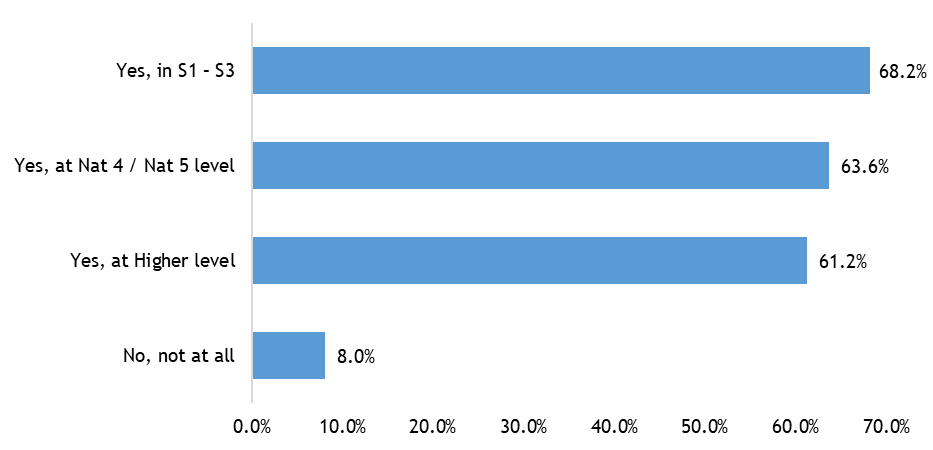 Yes, in S1 – S3
68.2%
Yes, at Nat 4 / Nat 5 level
63.6%
Yes, at Higher level
61.2%
No, not at all
8.0%
0.0% 10.0% 20.0% 30.0% 40.0% 50.0% 60.0% 70.0%